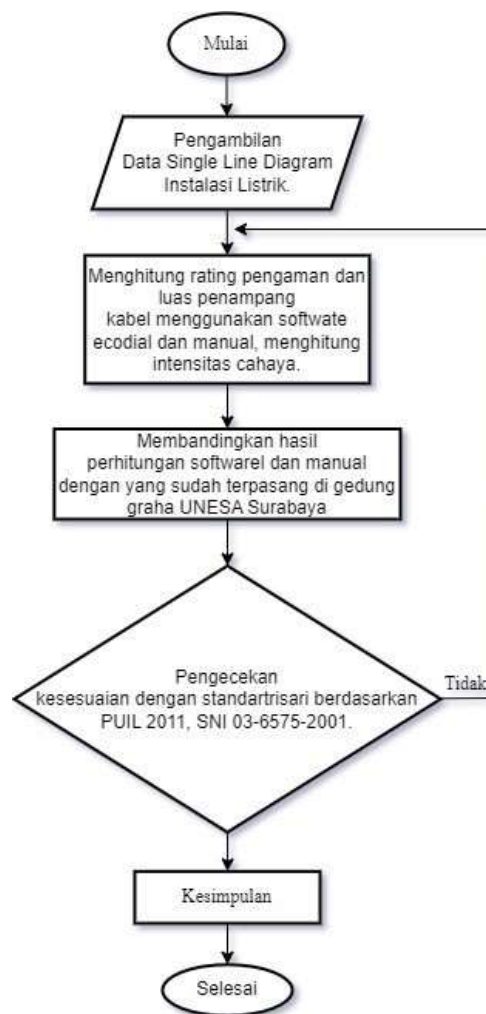 Mulai
Pengambilan
Data Single Line Diagram
Instalasi Listrik.
Menghitung rating pengaman dan
luas penampang
kabel menggunakan softwate
ecodial dan manual, menghitung
intensitas cahaya.
Membandingkan hasil
perhitungan softwarel dan manual
dengan yang sudah terpasang di gedung
graha UNESA Surabaya
Pengecekan
kesesuaian dengan standartrisari berdasarkan
PUIL 2011, SNI 03-6575-2001.
Tidak
Kesimpulan
Selesai